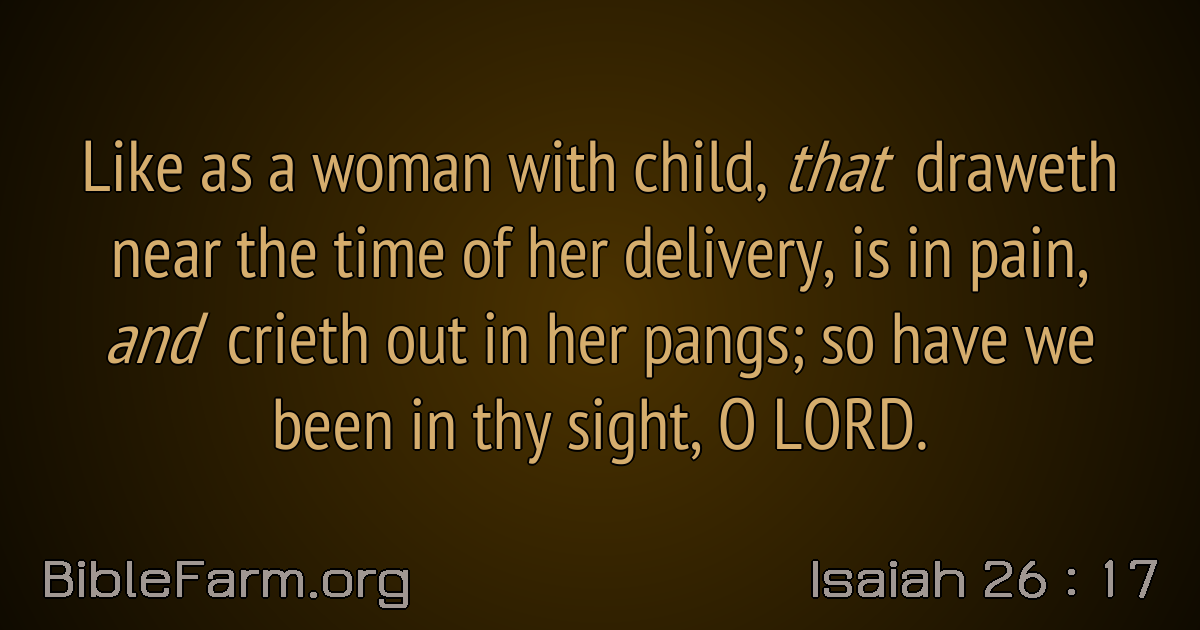 Like as a woman with child, that draweth
near the time of her delivery, is in pain,
and crieth out in her pangs; so have we
been in thy sight, O LORD.
BibleFarm.org
Isaiah 26 : 17